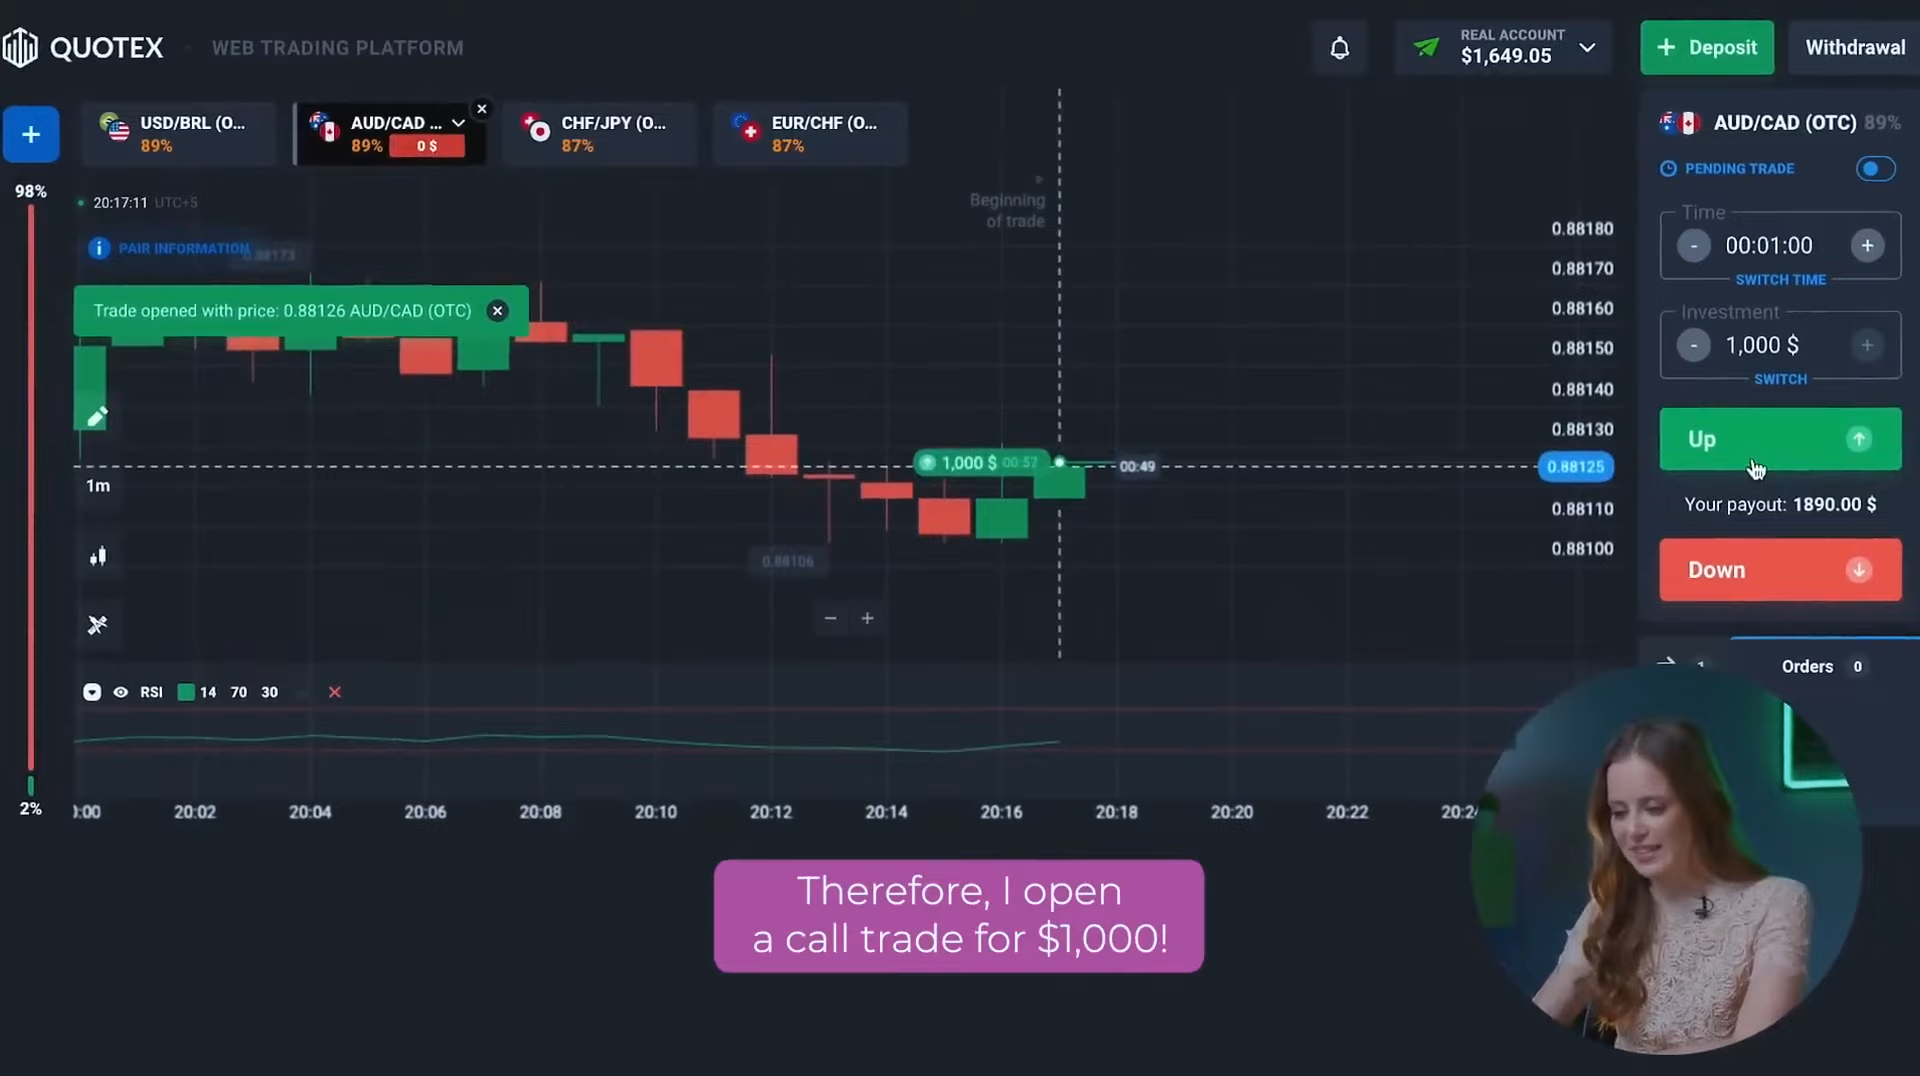 QUOTEX
WEB TRADING PLATFORM
REAL ACCOUNT
$1,649.05
+ Deposit
Withdrawal
USD/BRL (O...
89%
AUD/CAD ...
89%
0 $
CHF/JPY (O...
87%
EUR/CHF (O...
87%
AUD/CAD (OTC) 89%
PENDING TRADE
98%
20:17:11 UTC+5
PAIR INFORMATION
0.88173
Beginning
of trade
Trade opened with price: 0.88126 AUD/CAD (OTC)
Time
- 00:01:00 +
SWITCH TIME
Investment
- 1,000 $ +
SWITCH
Up
Your payout: 1890.00 $
Down
0.88180
0.88170
0.88160
0.88150
0.88140
0.88130
0.88125
0.88110
0.88100
1,000 $ 00:57
00:49
1m
0.88106
− +
Orders 0
RSI 14 70 30
2%
20:02
20:04
20:06
20:08
20:10
20:12
20:14
20:16
20:18
20:20
20:22
Therefore, I open
a call trade for $1,000!